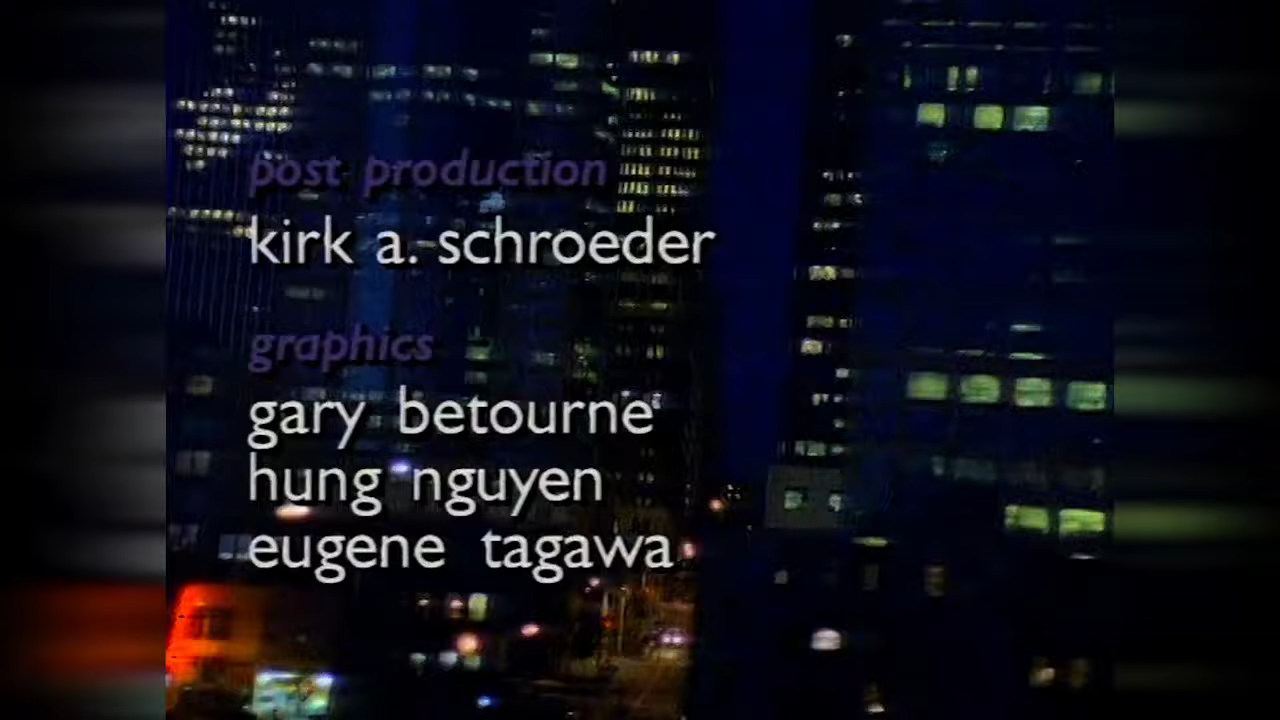 post production
kirk a. schroeder
graphics
gary betourne'
hung nguyen
eugene tagawa